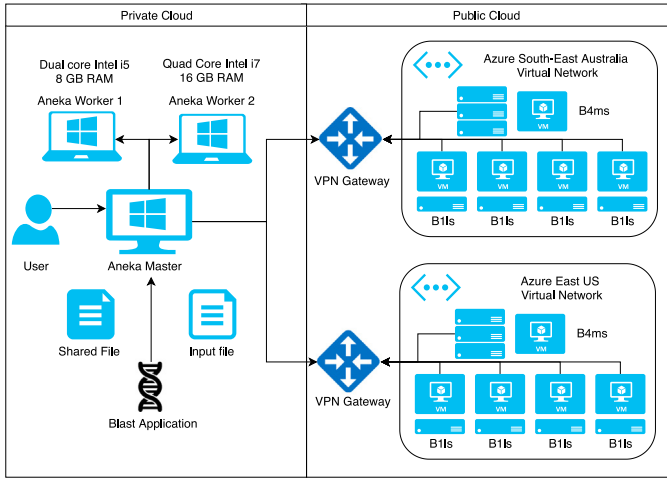 Private Cloud
Public Cloud
Dual core Intel i5
8 GB RAM
Aneka Worker 1
Quad Core Intel i7
16 GB RAM
Aneka Worker 2
User
Aneka Master
Shared File
Input file
Blast Application
VPN Gateway
Azure South-East Australia
Virtual Network
VM
B4ms
VM
VM
VM
VM
B1ls
B1ls
B1ls
B1ls
VPN Gateway
Azure East US
Virtual Network
VM
B4ms
VM
VM
VM
VM
B1ls
B1ls
B1ls
B1ls